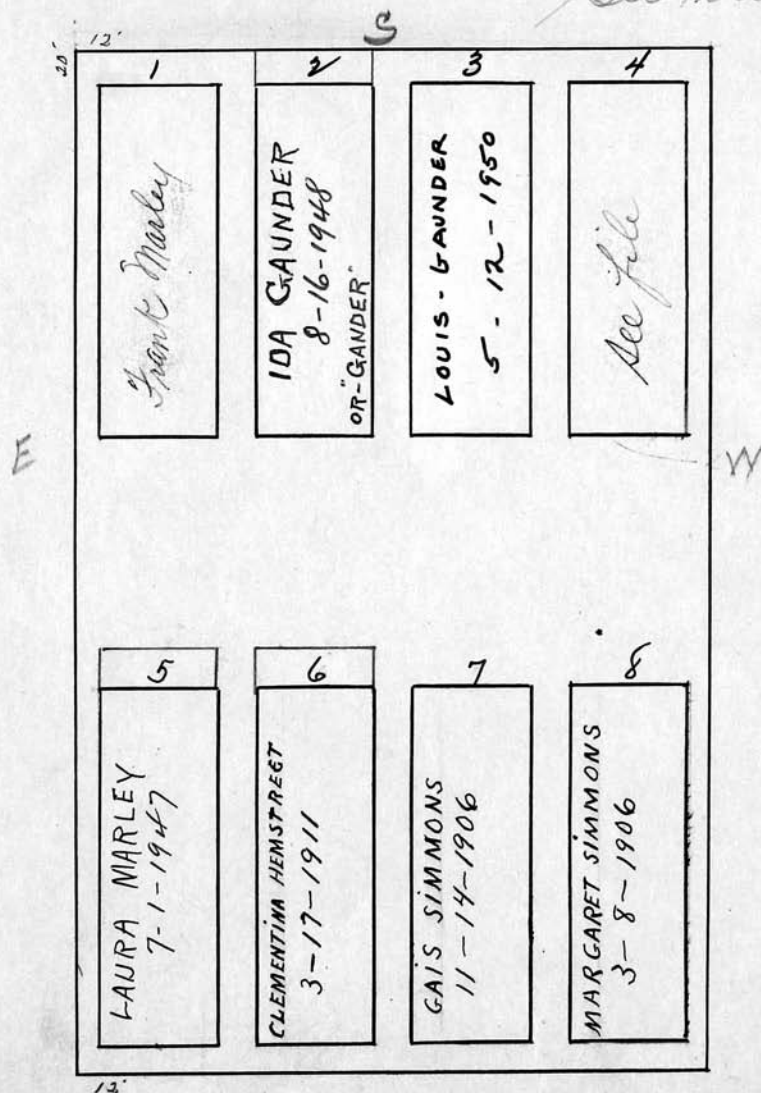 See
S
12'
20'
1
2
3
4
Frank Marley
IDA GAUNDER
8-16-1948
OR-"GANDER"
LOUIS - GAUNDER
5 - 12 - 1950
See file
E
W
5
6
7
8
LAURA MARLEY
7-1-1947
CLEMENTINA HEMSTREET
3-17-1911
GAIS SIMMONS
11-14-1906
MARGARET SIMMONS
3-8-1906
12'